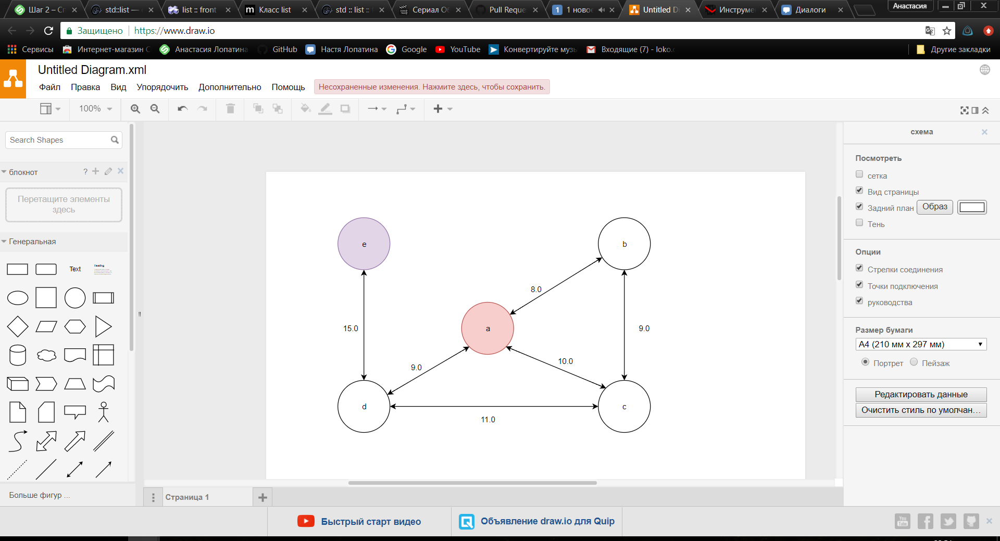 Шаг 2 – Ст
std::list —
list :: front
Класс list
std :: list :: f
Сериал Об
Pull Reque
1 новое
Untitled D
Инструме
Диалоги
Анастасия
Защищено
https://www.draw.io
Сервисы
Интернет-магазин С
Анастасия Лопатина
GitHub
Настя Лопатина
Google
YouTube
Конвертируйте музы
Входящие (7) - loko.c
Другие закладки
Untitled Diagram.xml
Файл Правка Вид Упорядочить Дополнительно Помощь
Несохраненные изменения. Нажмите здесь, чтобы сохранить.
100%
Search Shapes
блокнот ?
Перетащите элементы
здесь
Генеральная
Text
Heading
Больше фигур ...
e
b
8.0
15.0
a
9.0
10.0
9.0
d
c
11.0
схема
Посмотреть
сетка
Вид страницы
Задний план Образ
Тень
Опции
Стрелки соединения
Точки подключения
руководства
Размер бумаги
A4 (210 мм x 297 мм)
Портрет Пейзаж
Редактировать данные
Очистить стиль по умолчан…
Страница 1
Быстрый старт видео
Объявление draw.io для Quip
You
Tube